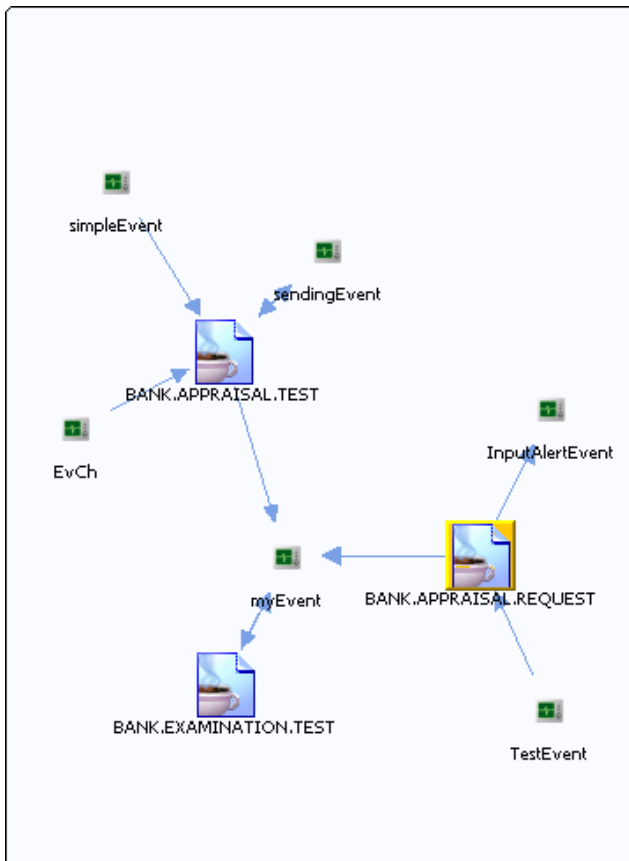 simpleEvent
sendingEvent
BANK.APPRAISAL.TEST
EvCh
InputAlertEvent
myEvent
BANK.APPRAISAL.REQUEST
BANK.EXAMINATION.TEST
TestEvent